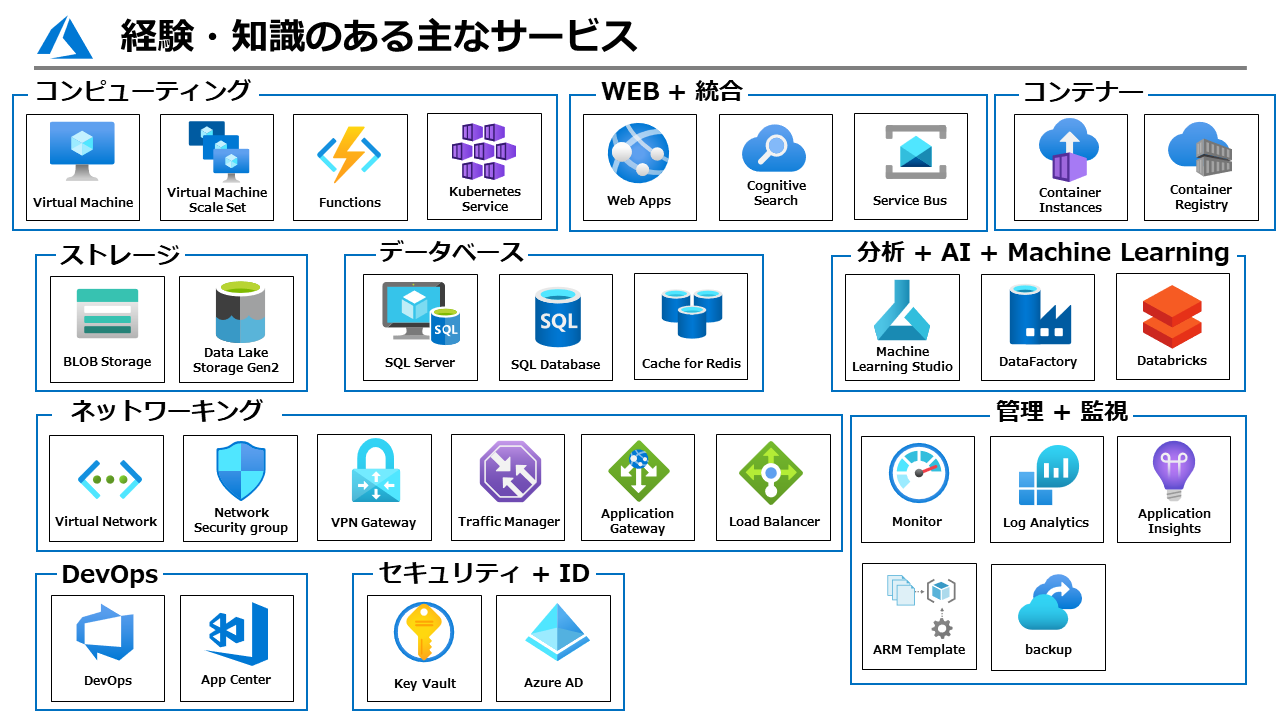 経験・知識のある主なサービス
コンピューティング
Virtual Machine
Virtual Machine
Scale Set
Functions
Kubernetes
Service
WEB + 統合
Web Apps
Cognitive
Search
Service Bus
コンテナー
Container
Instances
Container
Registry
ストレージ
BLOB Storage
Data Lake
Storage Gen2
データベース
SQL
SQL Server
SQL
SQL Database
Cache for Redis
分析 + AI + Machine Learning
Machine
Learning Studio
DataFactory
Databricks
ネットワーキング
Virtual Network
Network
Security group
VPN Gateway
Traffic Manager
Application
Gateway
Load Balancer
管理 + 監視
Monitor
Log Analytics
Application
Insights
ARM Template
backup
DevOps
DevOps
App Center
セキュリティ + ID
Key Vault
Azure AD